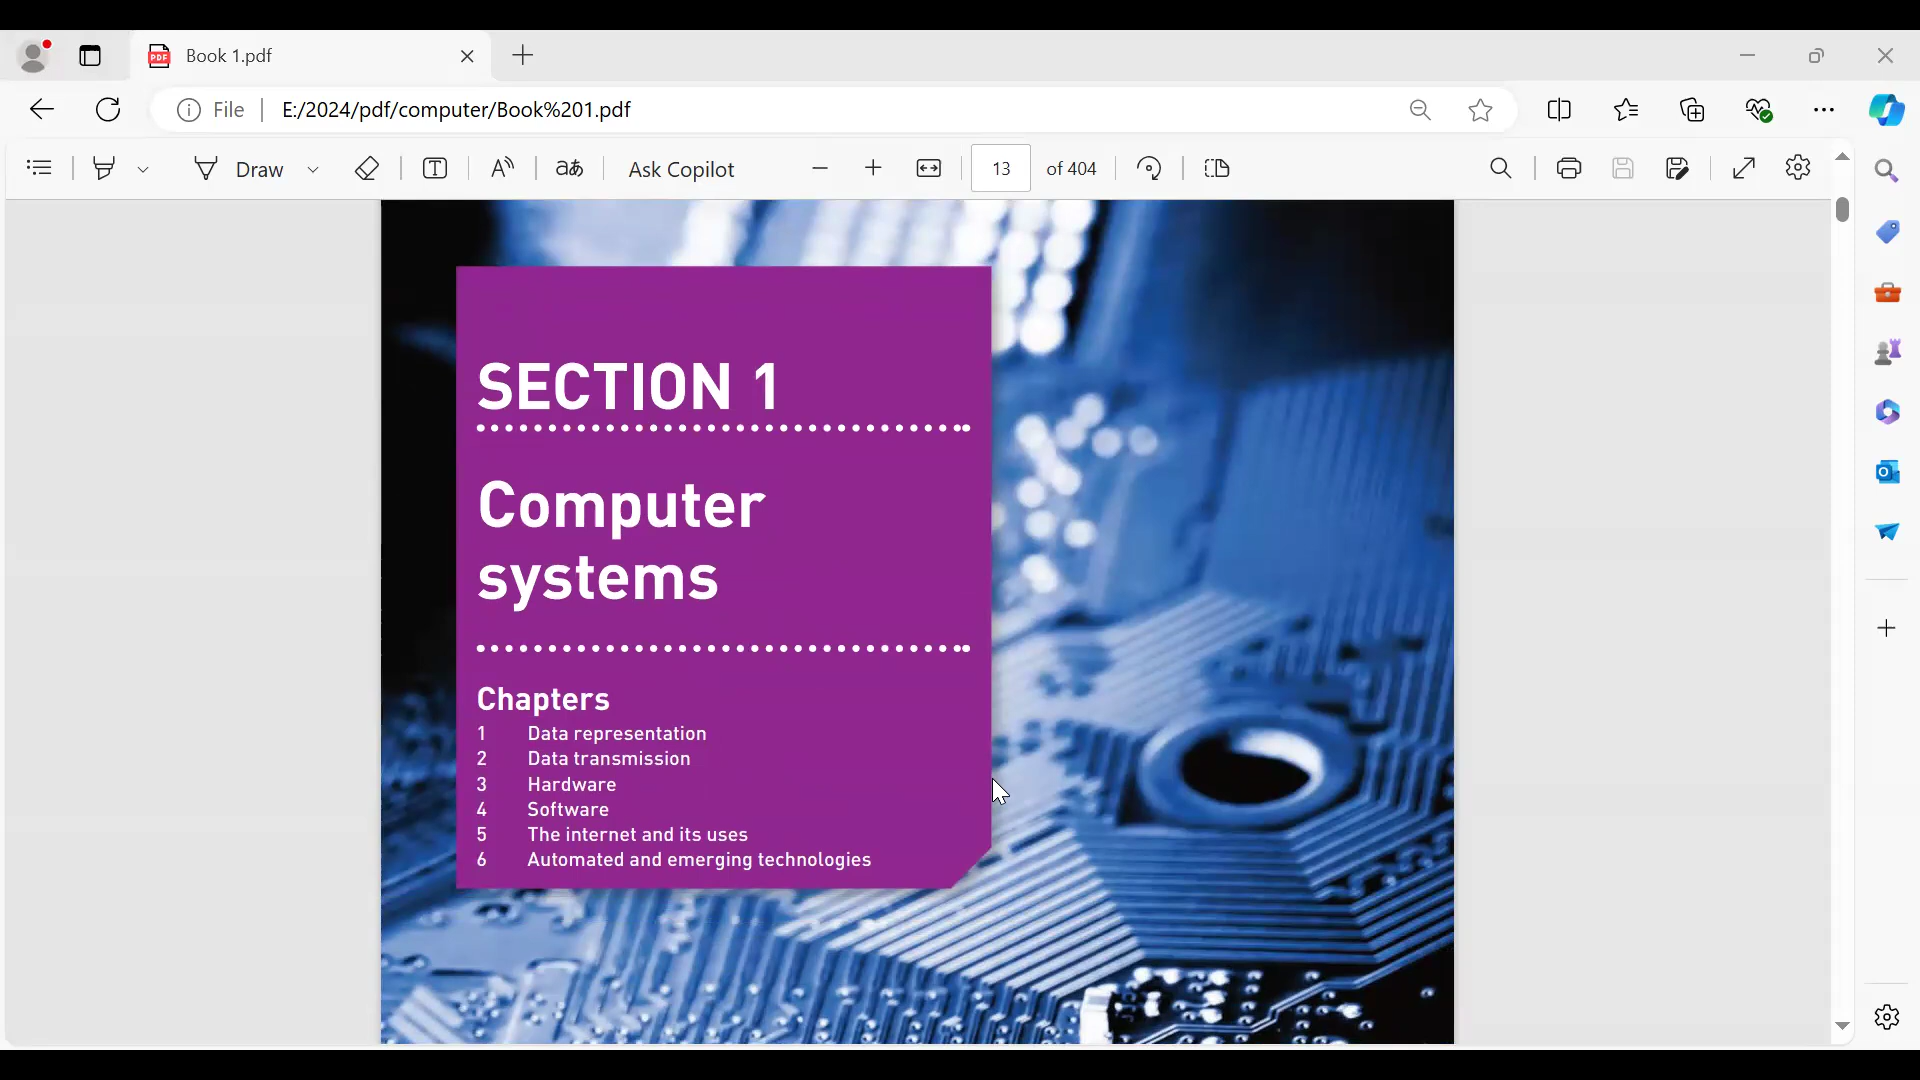 Book 1.pdf
File E:/2024/pdf/computer/Book%201.pdf
Draw Ask Copilot 13 of 404
SECTION 1
Computer
systems
Chapters
1 Data representation
2 Data transmission
3 Hardware
4 Software
5 The internet and its uses
6 Automated and emerging technologies